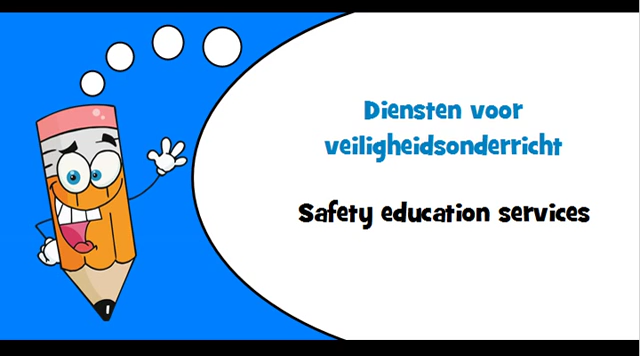 Diensten voor
veiligheidsonderricht
Safety education services